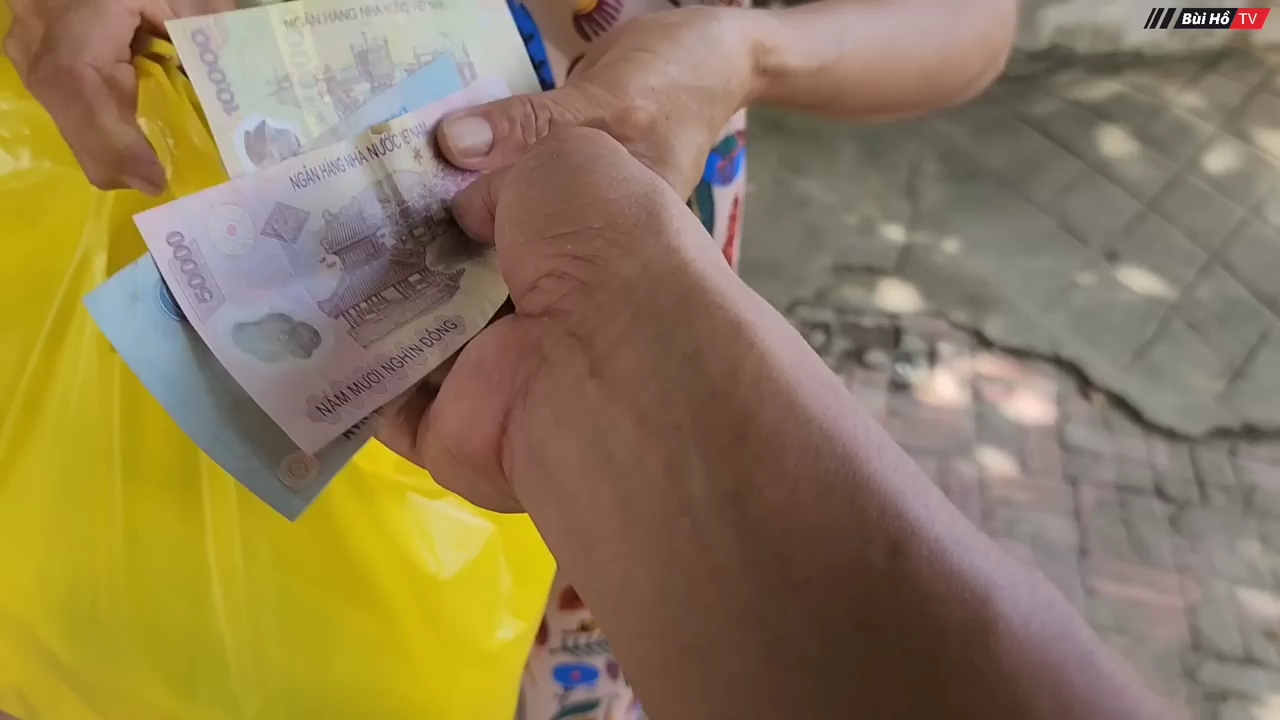 Bùi Hồ TV
NGÂN HÀNG NHÀ NƯỚC VIỆT NAM
10000
NGÂN HÀNG NHÀ NƯỚC VIỆT NAM
50000
NĂM MƯƠI NGHÌN ĐỒNG